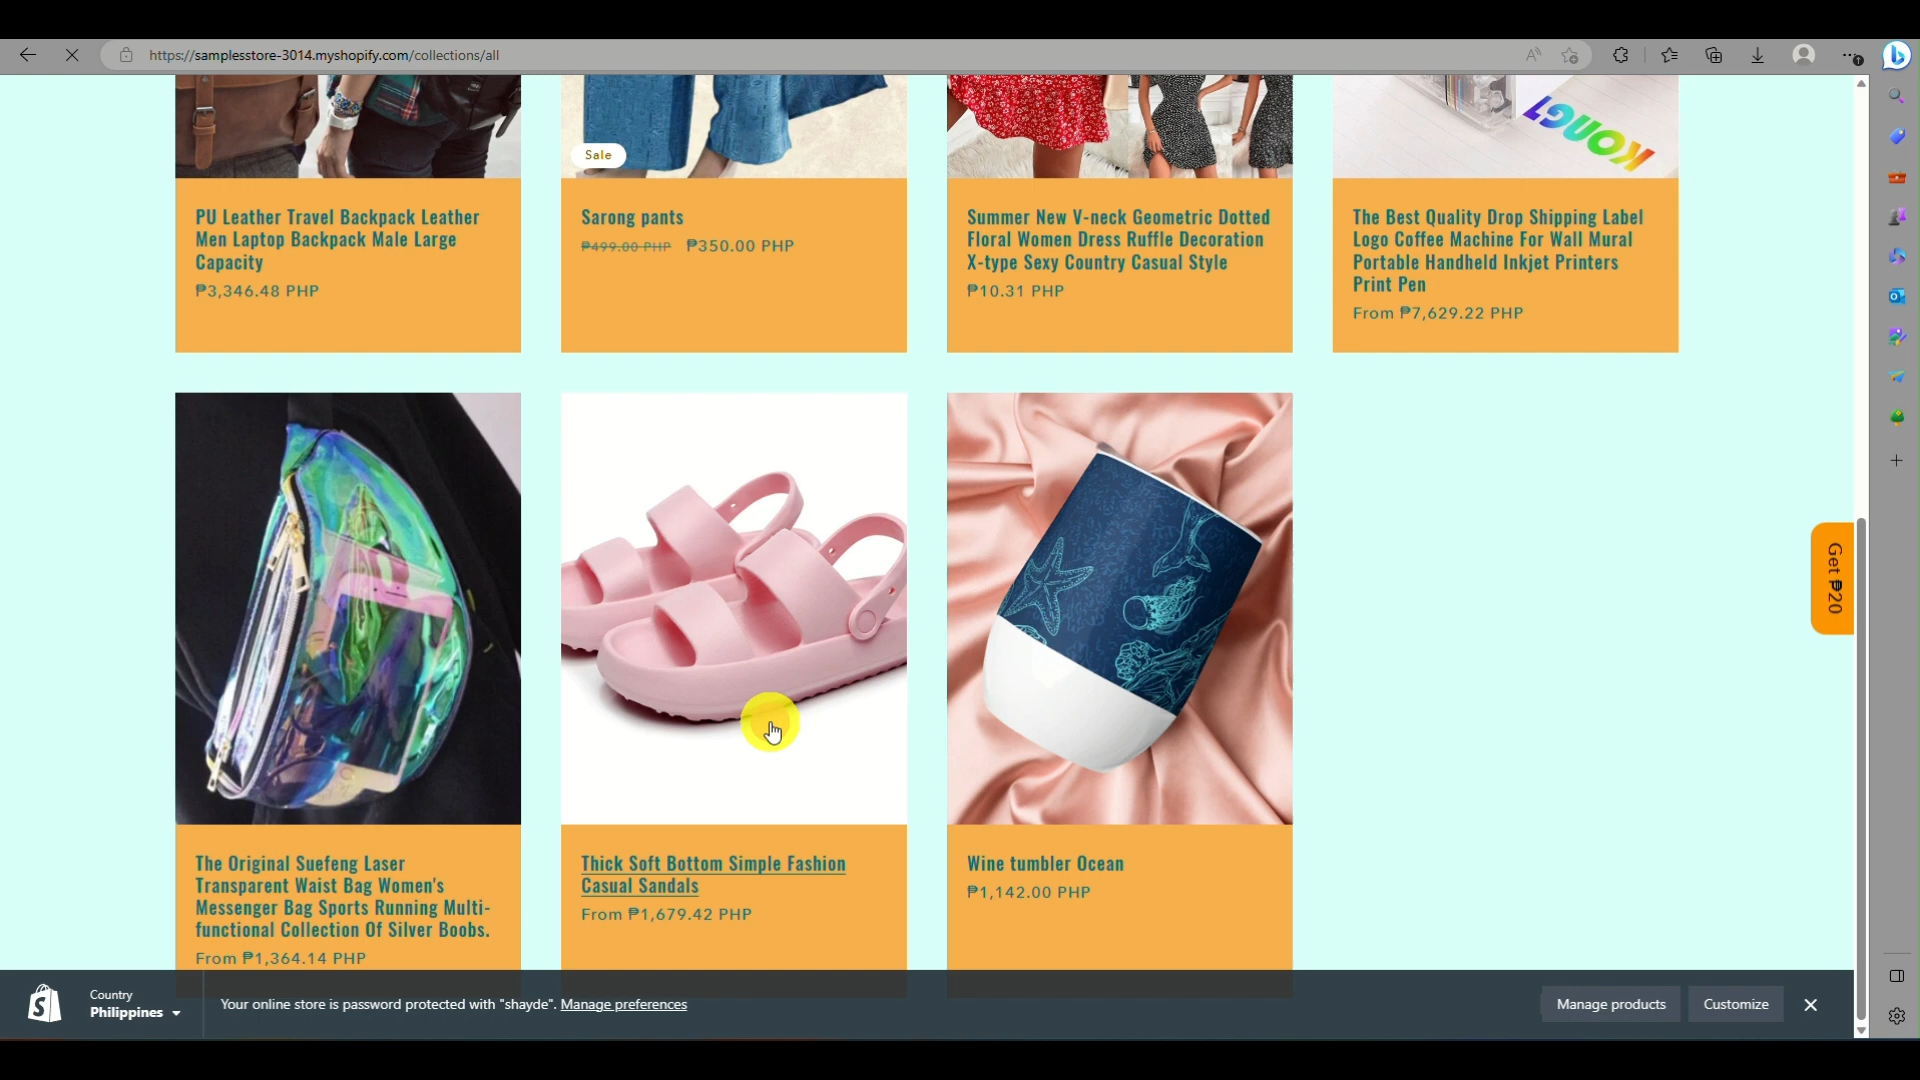 https://samplesstore-3014.myshopify.com/collections/all
KONGT
Sale
PU Leather Travel Backpack Leather
Men Laptop Backpack Male Large
Capacity
₱3,346.48 PHP
Sarong pants
₱499.00 PHP ₱350.00 PHP
Summer New V-neck Geometric Dotted
Floral Women Dress Ruffle Decoration
X-type Sexy Country Casual Style
₱10.31 PHP
The Best Quality Drop Shipping Label
Logo Coffee Machine For Wall Mural
Portable Handheld Inkjet Printers
Print Pen
From ₱7,629.22 PHP
Get ₱20
The Original Suefeng Laser
Transparent Waist Bag Women's
Messenger Bag Sports Running Multi-
functional Collection Of Silver Boobs.
From ₱1,364.14 PHP
Thick Soft Bottom Simple Fashion
Casual Sandals
From ₱1,679.42 PHP
Wine tumbler Ocean
₱1,142.00 PHP
Country
Philippines
Your online store is password protected with "shayde". Manage preferences
Manage products
Customize